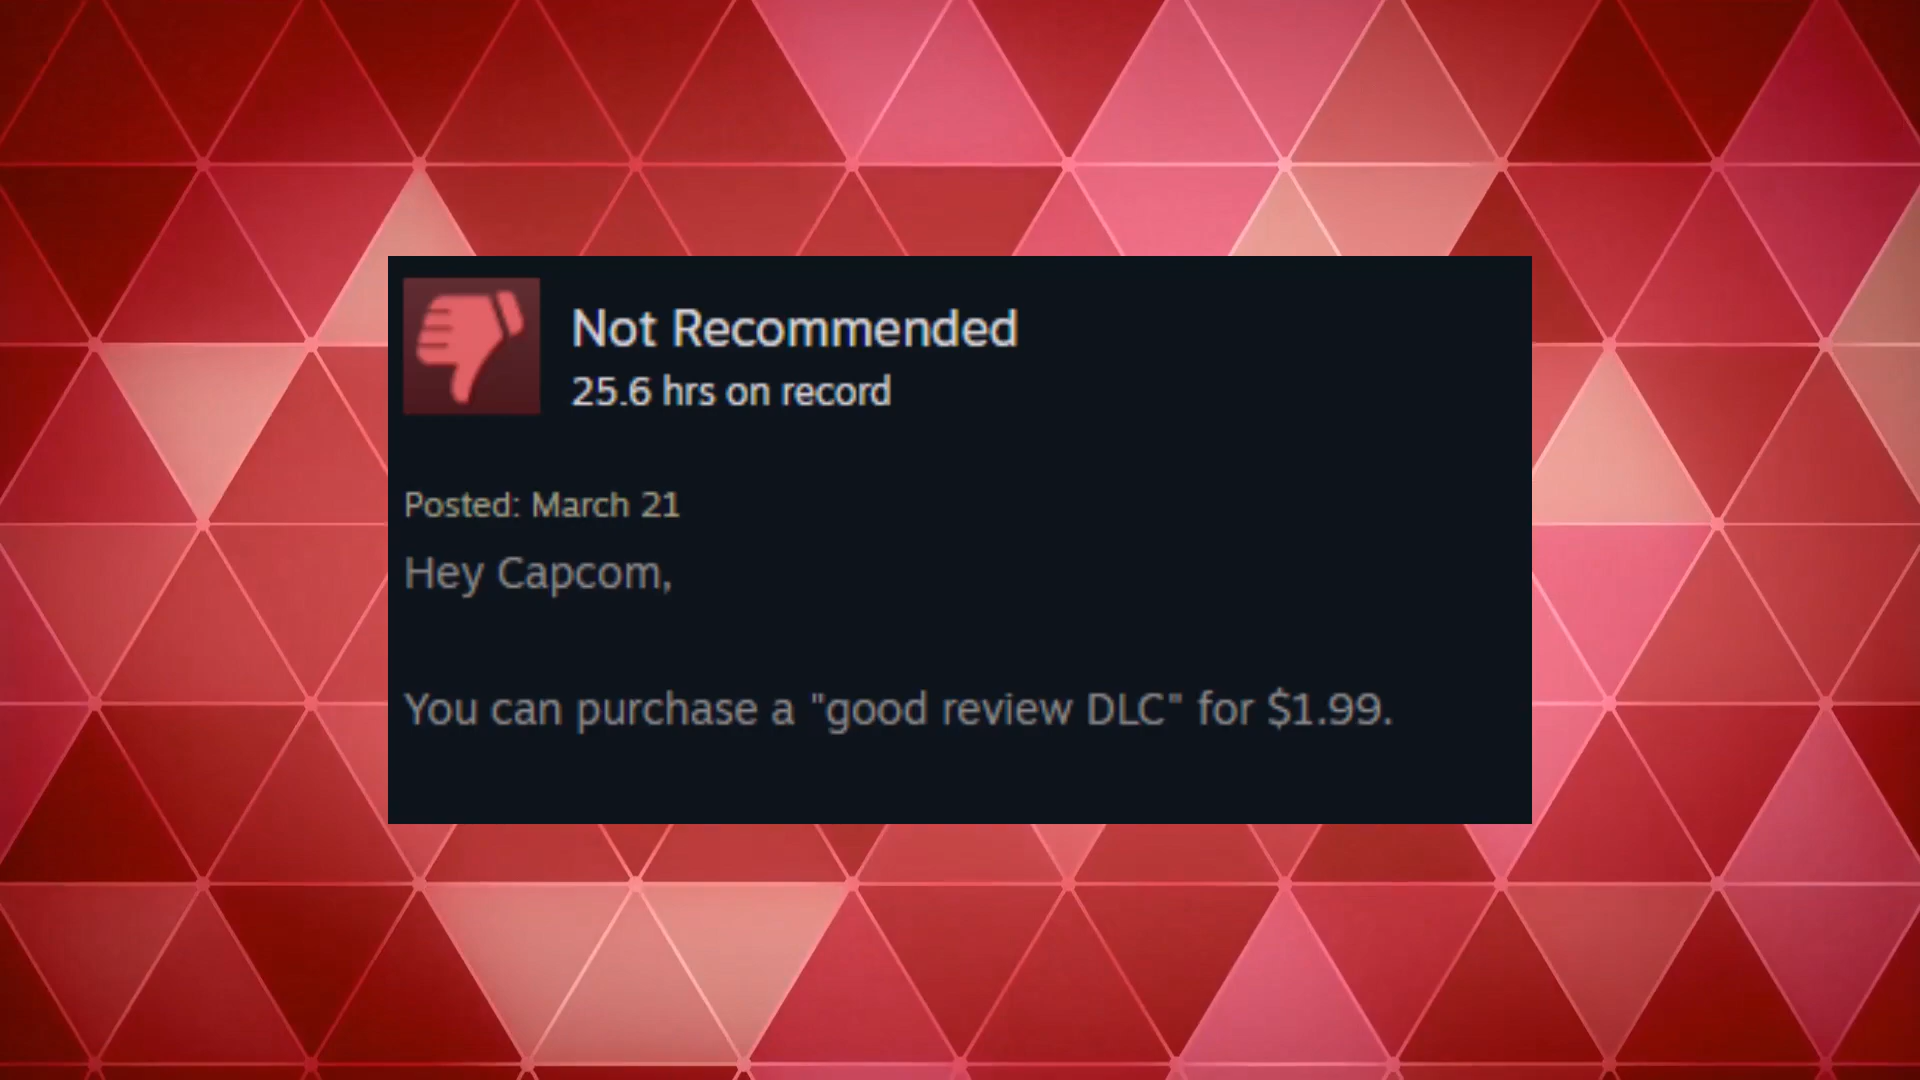 Not Recommended
25.6 hrs on record
Posted: March 21
Hey Capcom,
You can purchase a "good review DLC" for $1.99.